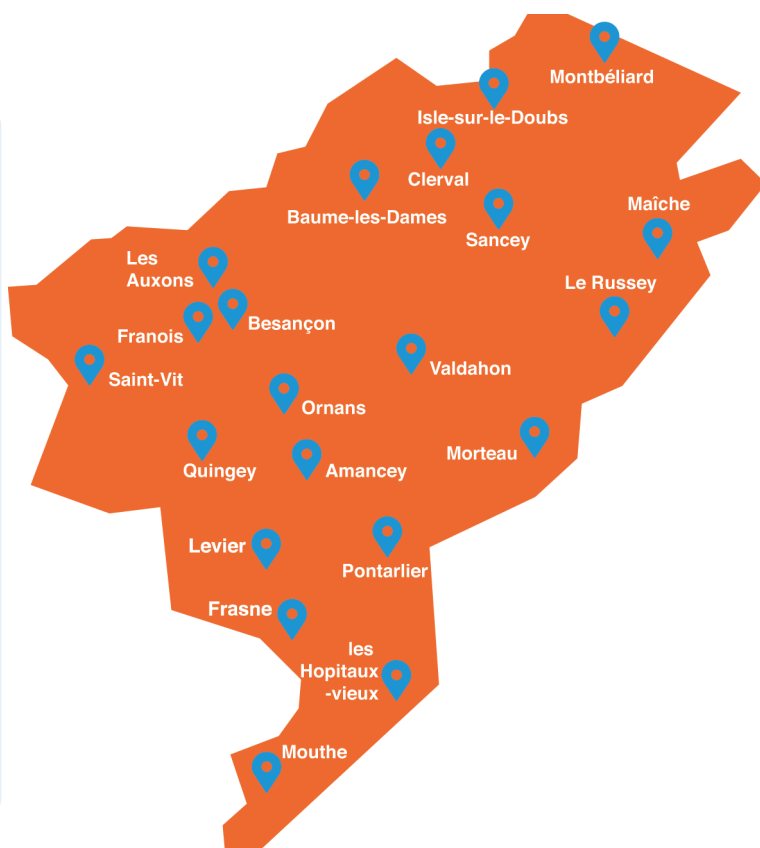 Montbéliard
Isle-sur-le-Doubs
Clerval
Baume-les-Dames
Sancey
Maîche
Les
Auxons
Le Russey
Besançon
Franois
Valdahon
Saint-Vit
Ornans
Morteau
Quingey
Amancey
Levier
Pontarlier
Frasne
les
Hopitaux
-vieux
Mouthe